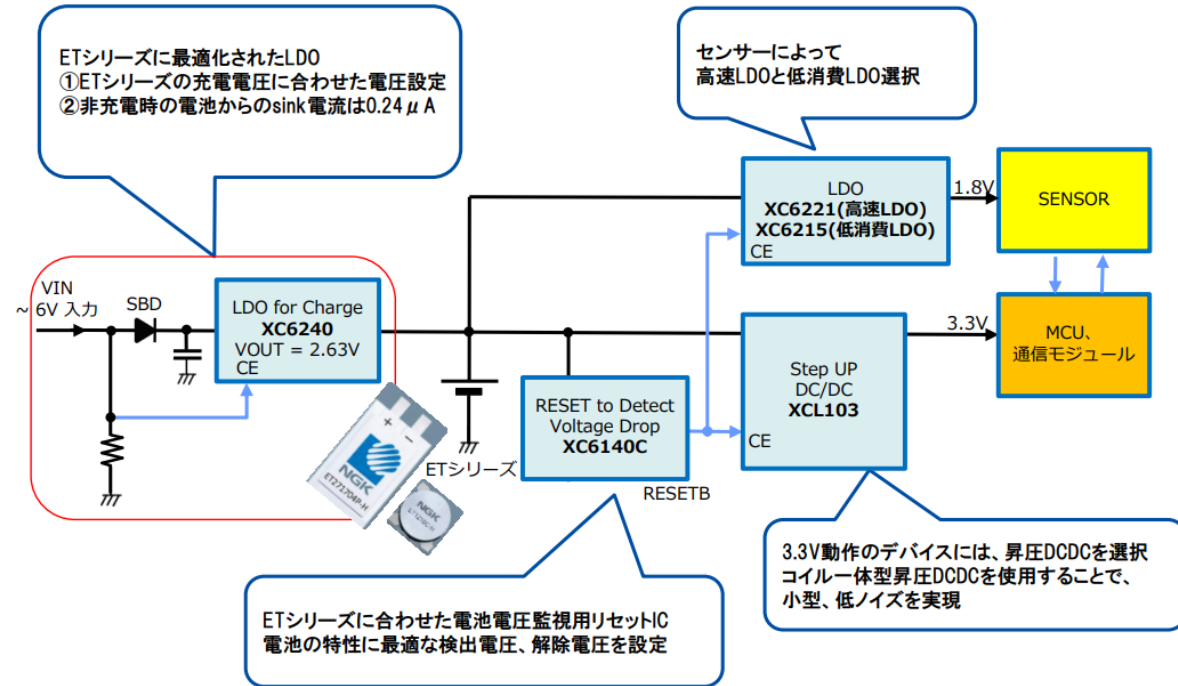 ETシリーズに最適化されたLDO
①ETシリーズの充電電圧に合わせた電圧設定
②非充電時の電池からのsink電流は0.24μA
センサーによって
高速LDOと低消費LDO選択
LDO
XC6221(高速LDO)
XC6215(低消費LDO)
CE
1.8V
SENSOR
VIN
~ 6V 入力
SBD
LDO for Charge
XC6240
VOUT = 2.63V
CE
3.3V
MCU、
通信モジュール
Step UP
DC/DC
XCL103
CE
RESET to Detect
Voltage Drop
XC6140C
RESETB
ETシリーズ
+ −
NGK
ET271704P-H
NGK
3.3V動作のデバイスには、昇圧DCDCを選択
コイル一体型昇圧DCDCを使用することで、
小型、低ノイズを実現
ETシリーズに合わせた電池電圧監視用リセットIC
電池の特性に最適な検出電圧、解除電圧を設定